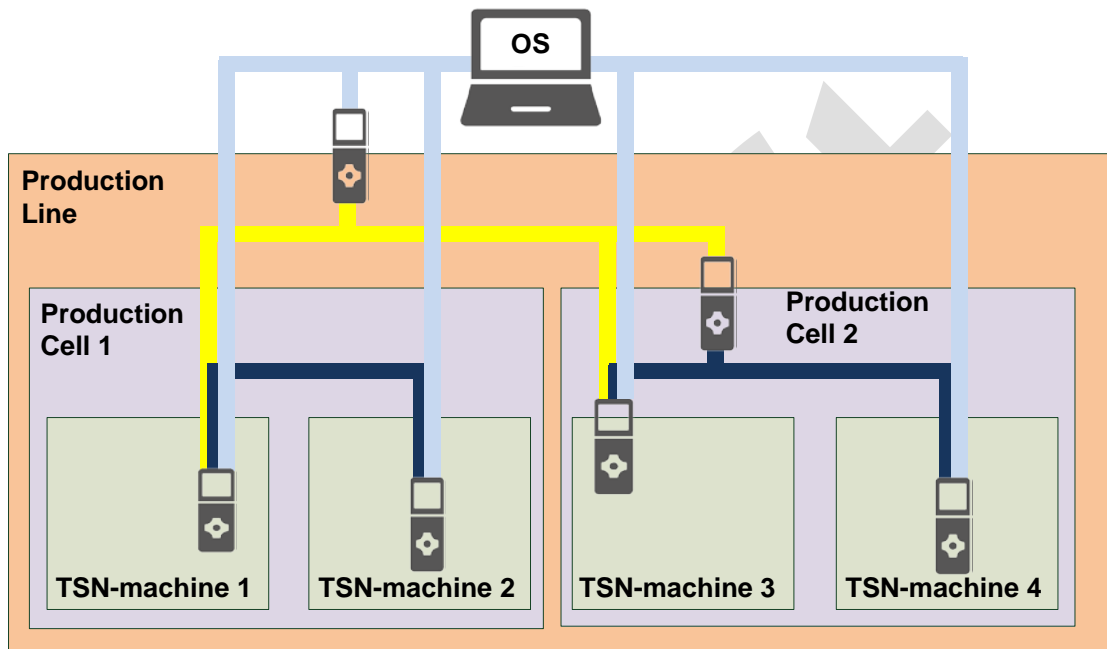 OS
Production
Line
Production
Cell 1
Production
Cell 2
TSN-machine 1
TSN-machine 2
TSN-machine 3
TSN-machine 4